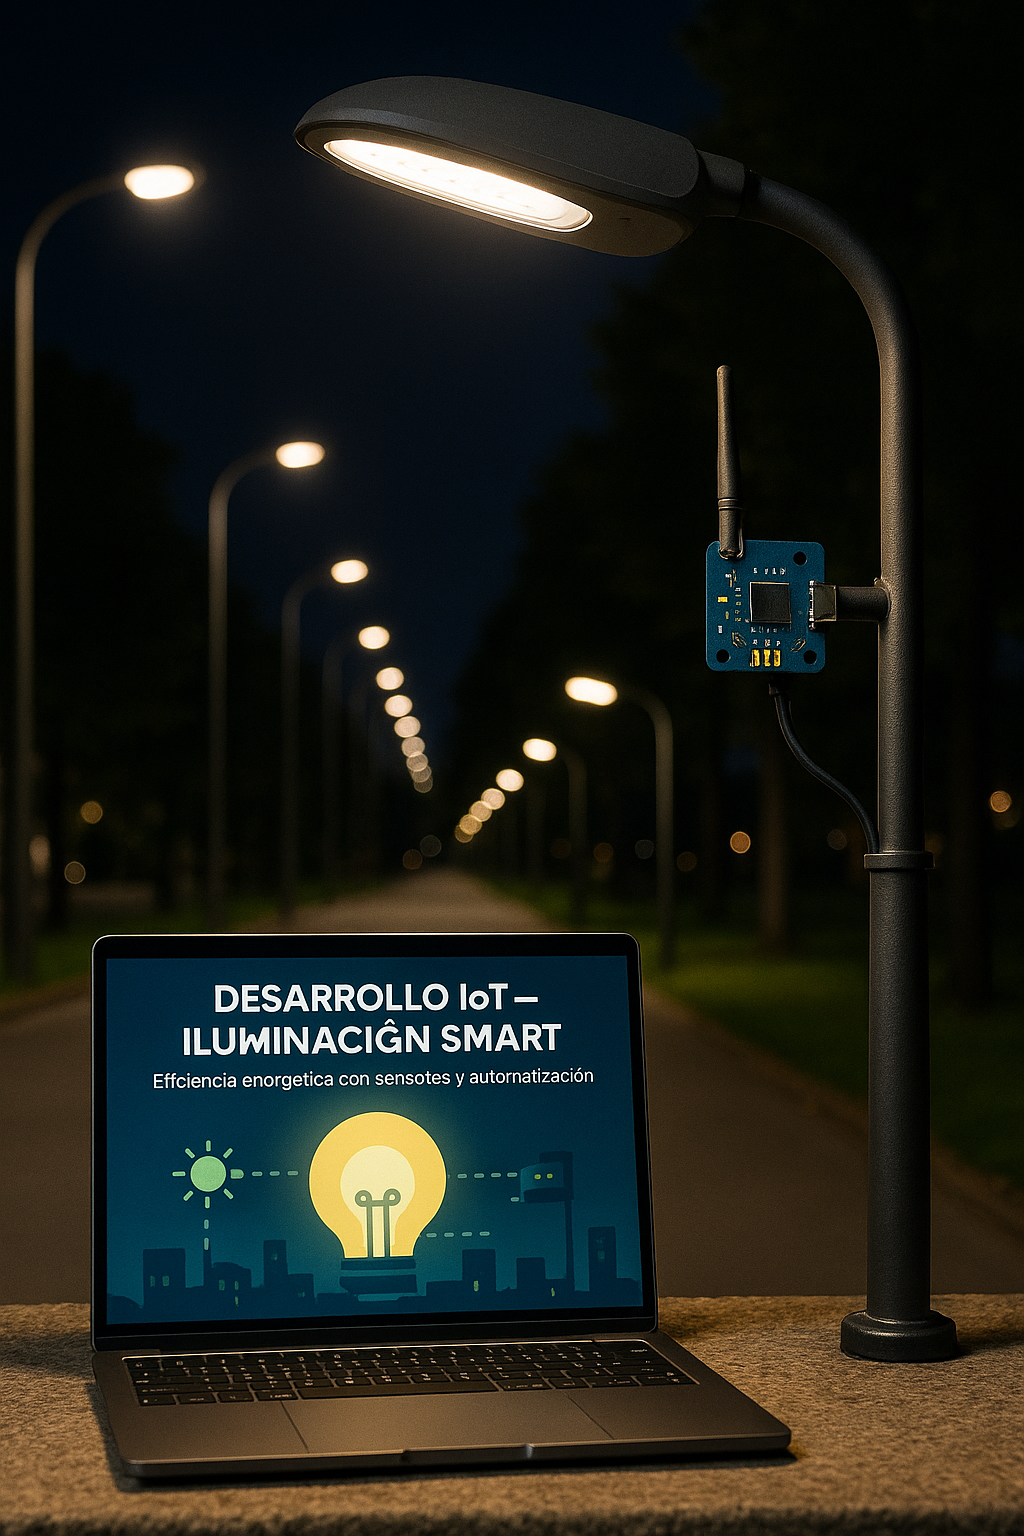 DESARROLLO IoT—
ILUMINACIĜN SMART
Effciencia enorgetica con sensotes y autornatización